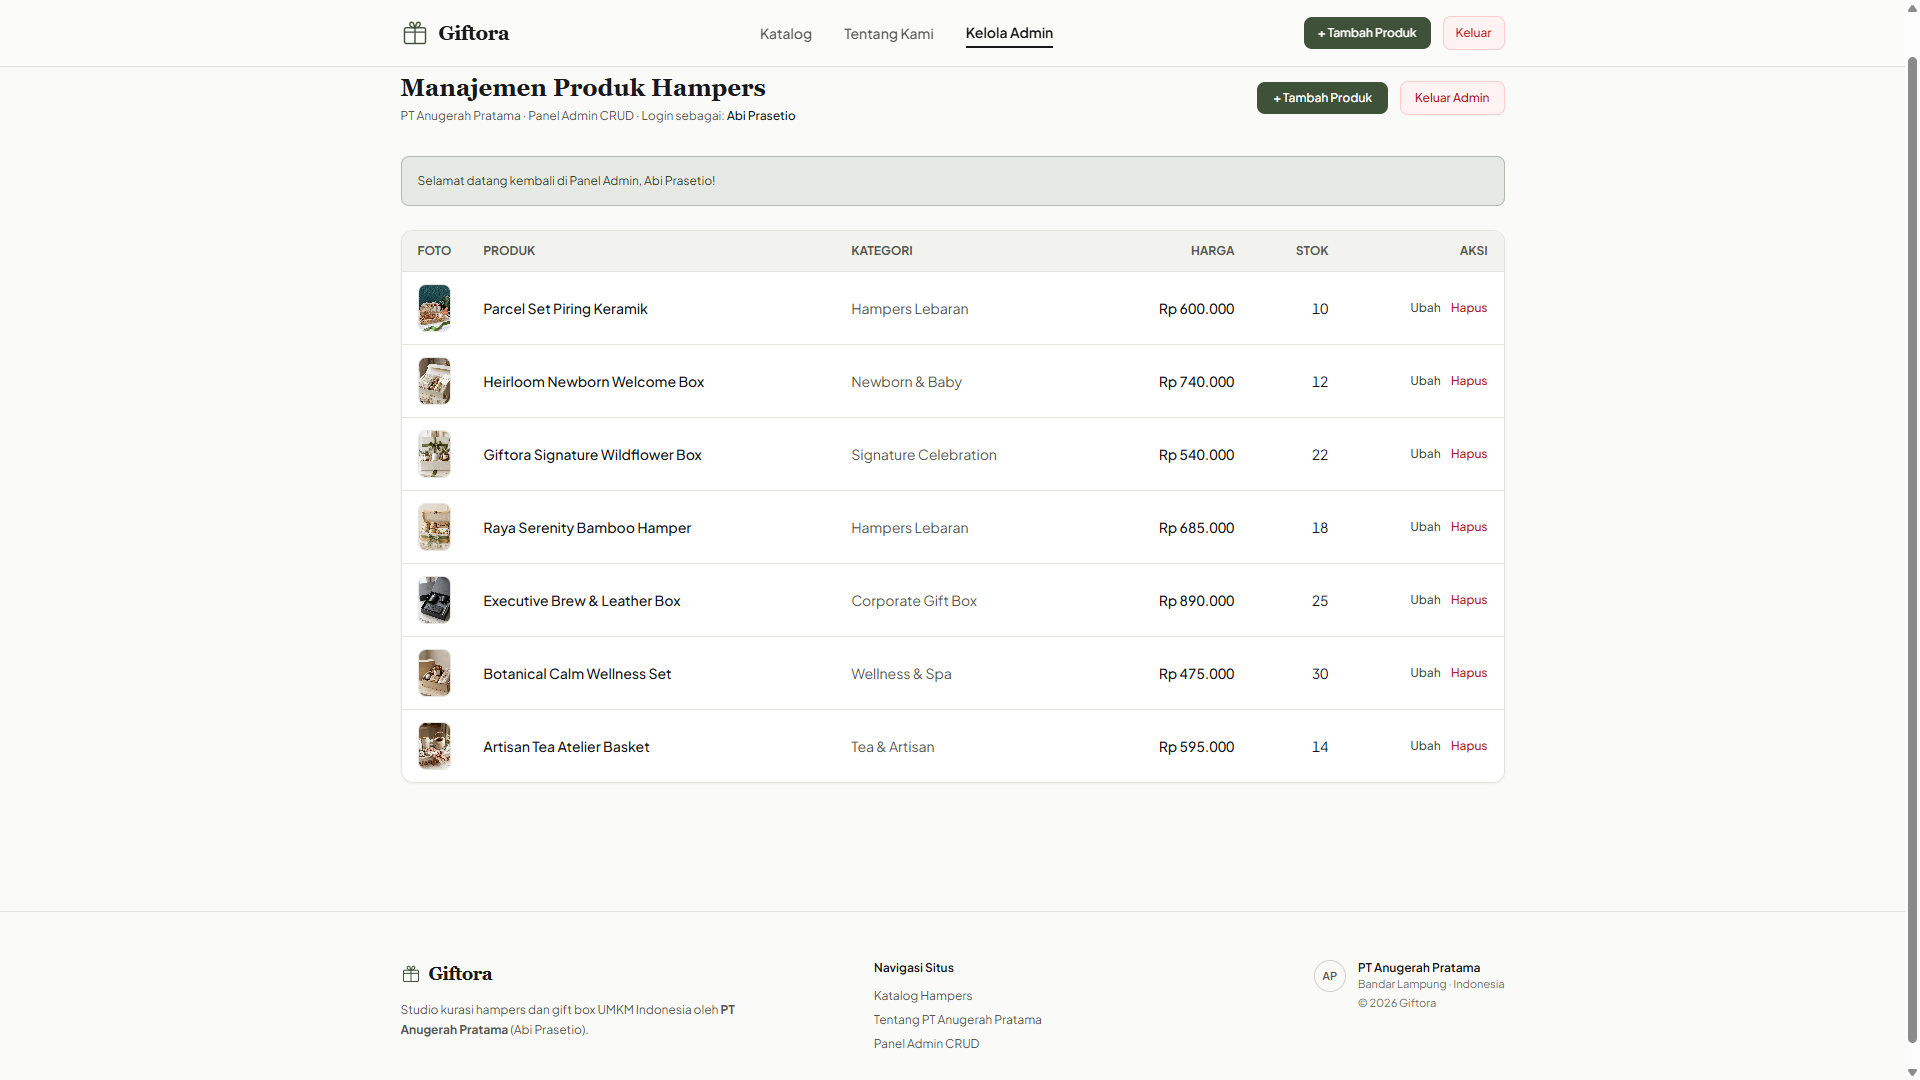 Giftora
Katalog Tentang Kami Kelola Admin
+ Tambah Produk Keluar
Manajemen Produk Hampers
PT Anugerah Pratama · Panel Admin CRUD · Login sebagai: Abi Prasetio
+ Tambah Produk Keluar Admin
Selamat datang kembali di Panel Admin, Abi Prasetio!
FOTO PRODUK KATEGORI HARGA STOK AKSI
Parcel Set Piring Keramik Hampers Lebaran Rp 600.000 10 Ubah Hapus
Heirloom Newborn Welcome Box Newborn & Baby Rp 740.000 12 Ubah Hapus
Giftora Signature Wildflower Box Signature Celebration Rp 540.000 22 Ubah Hapus
Raya Serenity Bamboo Hamper Hampers Lebaran Rp 685.000 18 Ubah Hapus
Executive Brew & Leather Box Corporate Gift Box Rp 890.000 25 Ubah Hapus
Botanical Calm Wellness Set Wellness & Spa Rp 475.000 30 Ubah Hapus
Artisan Tea Atelier Basket Tea & Artisan Rp 595.000 14 Ubah Hapus
Giftora
Studio kurasi hampers dan gift box UMKM Indonesia oleh PT
Anugerah Pratama (Abi Prasetio).
Navigasi Situs
Katalog Hampers
Tentang PT Anugerah Pratama
Panel Admin CRUD
AP
PT Anugerah Pratama
Bandar Lampung · Indonesia
© 2026 Giftora